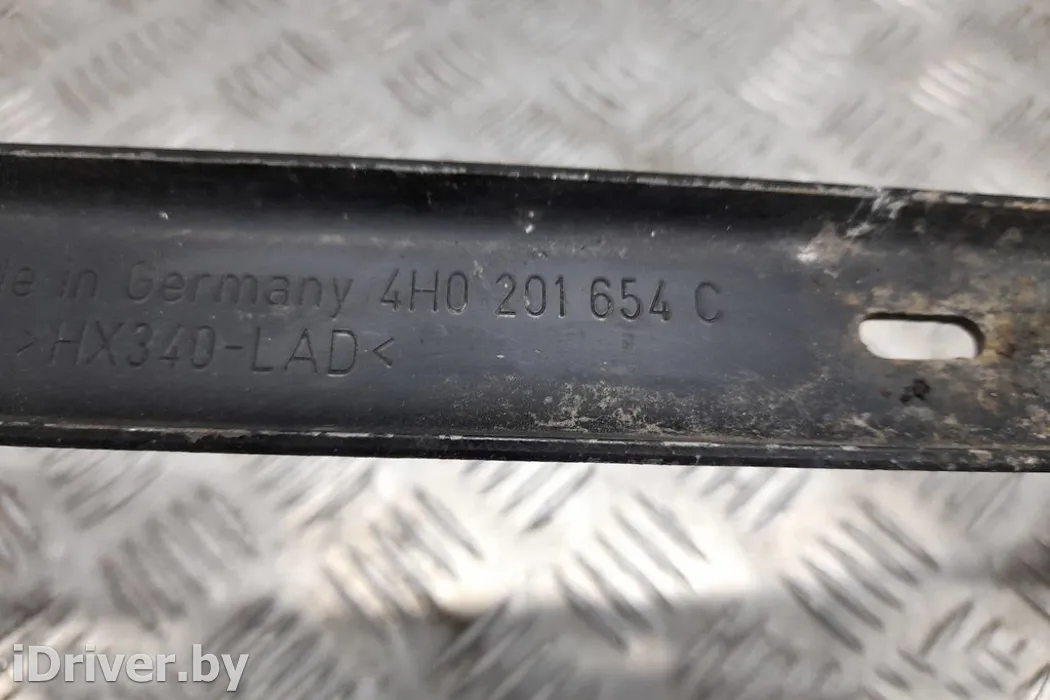 in Germany 4H0 201 654 C
>HX340-LAD<
iDriver.by